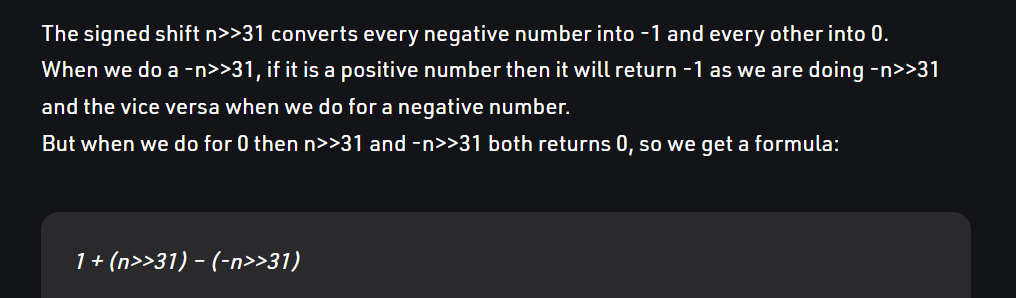 The signed shift n>>31 converts every negative number into -1 and every other into 0.
When we do a -n>>31, if it is a positive number then it will return -1 as we are doing -n>>31
and the vice versa when we do for a negative number.
But when we do for 0 then n>>31 and -n>>31 both returns 0, so we get a formula:
1 + (n>>31) – (-n>>31)